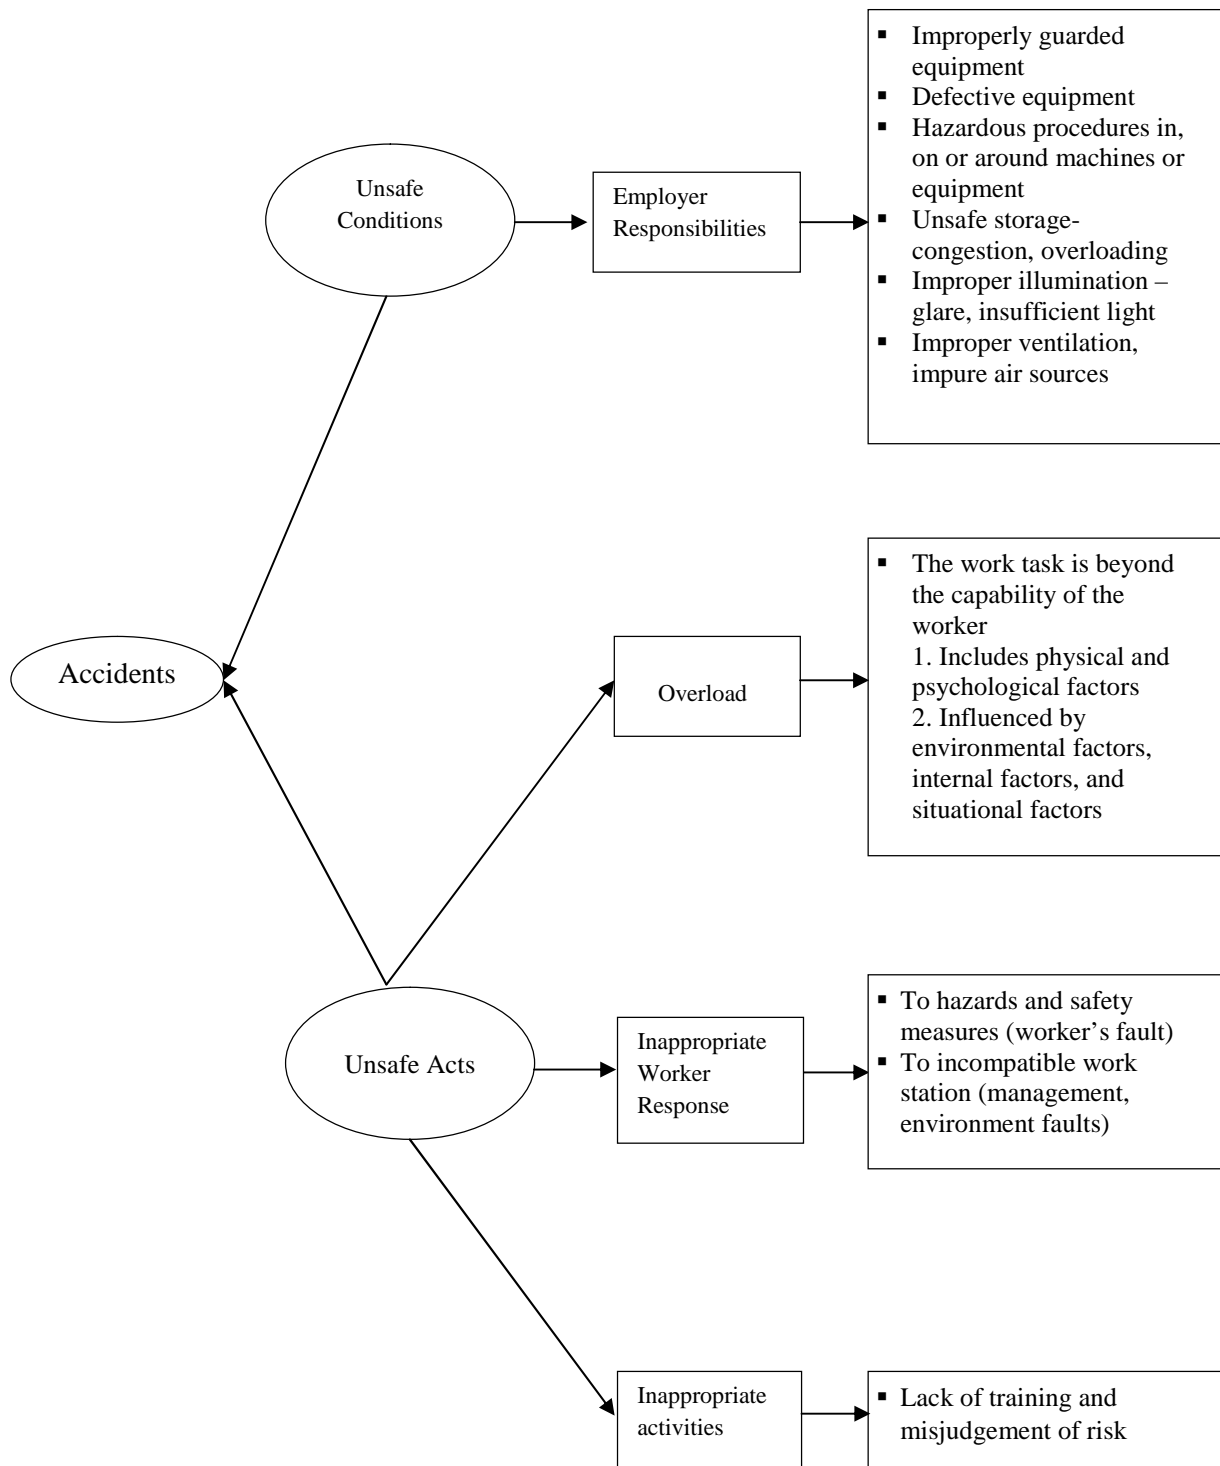 Unsafe
Conditions
Employer
Responsibilities
▪ Improperly guarded
equipment
▪ Defective equipment
▪ Hazardous procedures in,
on or around machines or
equipment
▪ Unsafe storage-
congestion, overloading
▪ Improper illumination –
glare, insufficient light
▪ Improper ventilation,
impure air sources
Accidents
Overload
▪ The work task is beyond
the capability of the
worker
1. Includes physical and
psychological factors
2. Influenced by
environmental factors,
internal factors, and
situational factors
Unsafe Acts
Inappropriate
Worker
Response
▪ To hazards and safety
measures (worker’s fault)
▪ To incompatible work
station (management,
environment faults)
Inappropriate
activities
▪ Lack of training and
misjudgement of risk